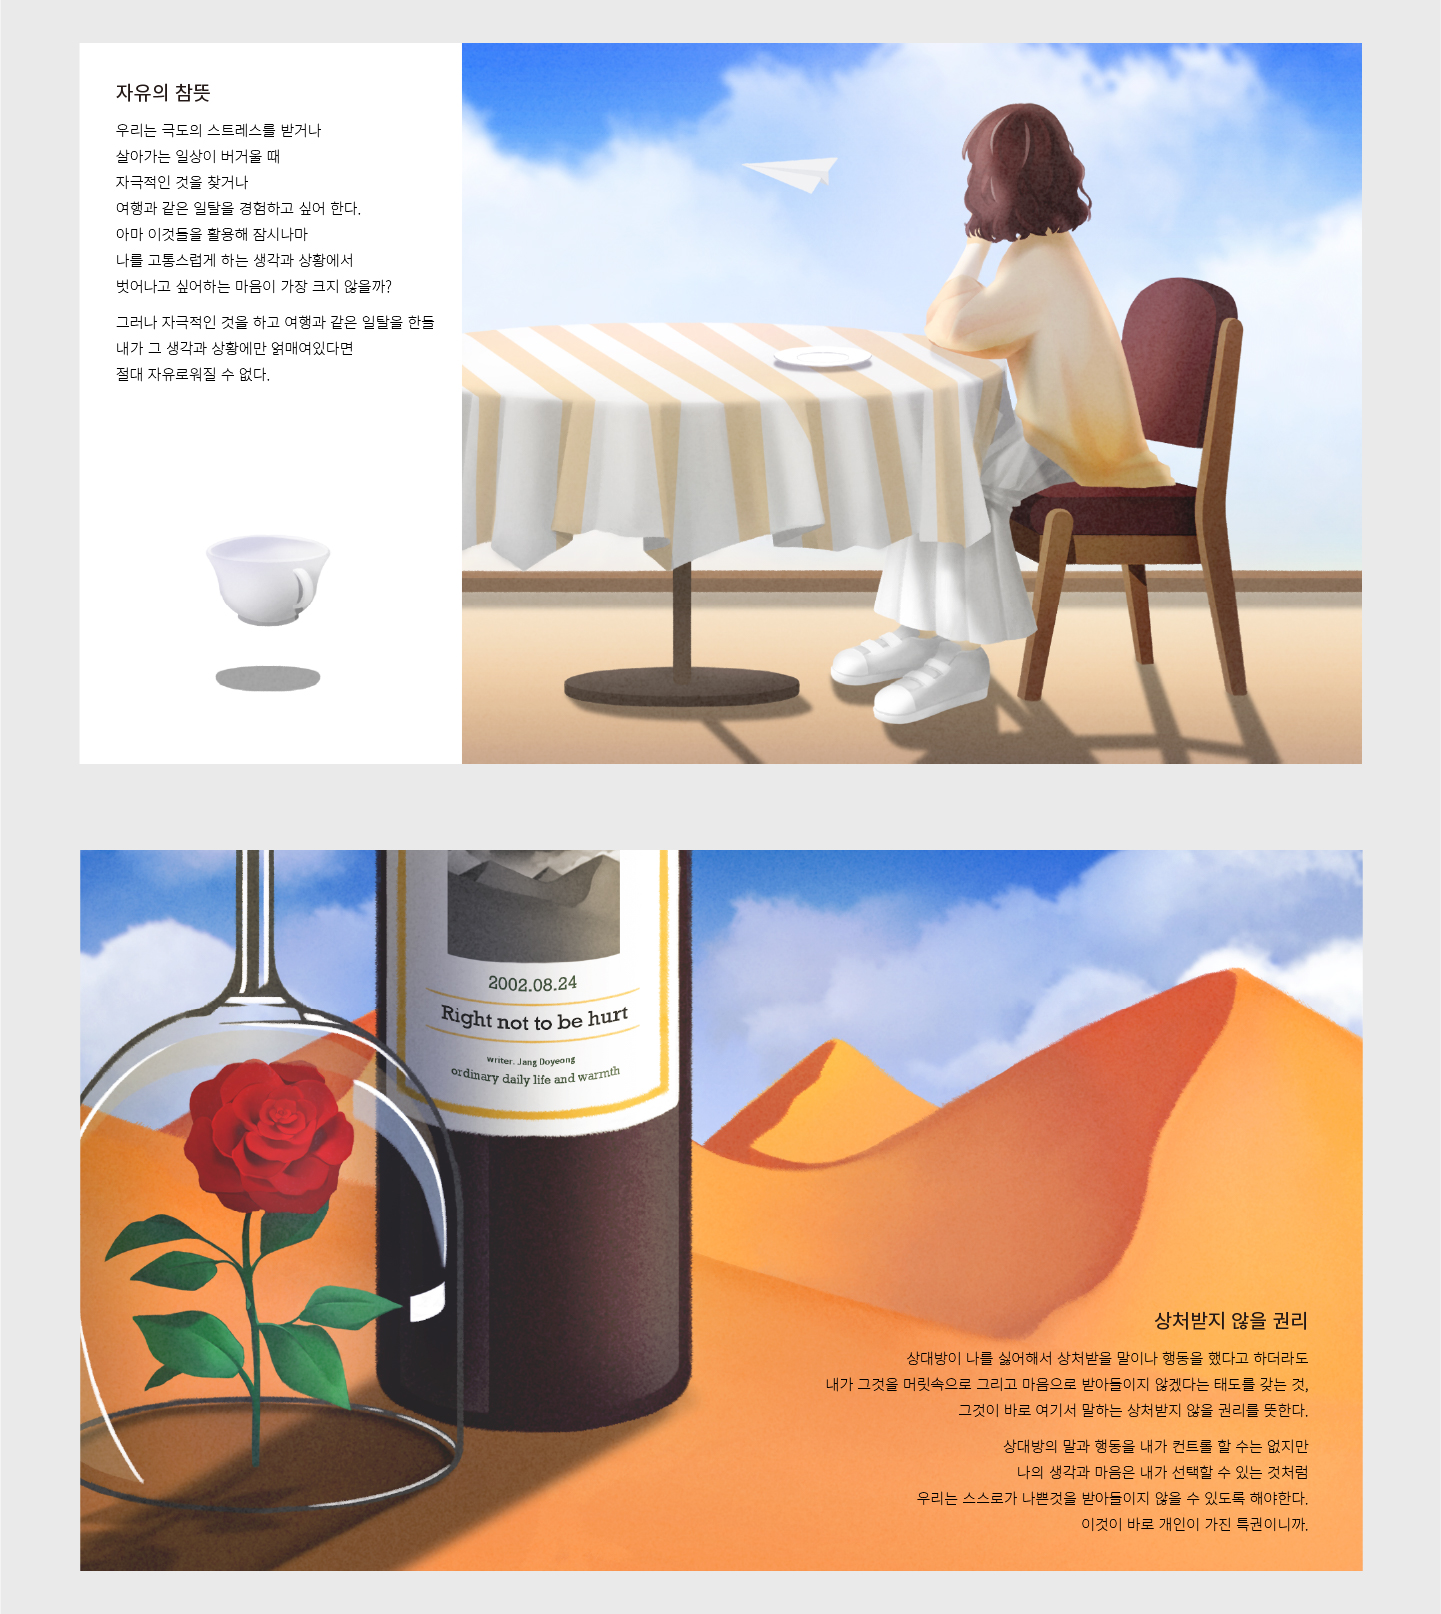 자유의 참뜻
우리는 극도의 스트레스를 받거나
살아가는 일상이 버거울 때
자극적인 것을 찾거나
여행과 같은 일탈을 경험하고 싶어 한다.
아마 이것들을 활용해 잠시나마
나를 고통스럽게 하는 생각과 상황에서
벗어나고 싶어하는 마음이 가장 크지 않을까?
그러나 자극적인 것을 하고 여행과 같은 일탈을 한들
내가 그 생각과 상황에만 얽매여있다면
절대 자유로워질 수 없다.
2002.08.24
Right not to be hurt
writer. Jang Doyeong
ordinary daily life and warmth
상처받지 않을 권리
상대방이 나를 싫어해서 상처받을 말이나 행동을 했다고 하더라도
내가 그것을 머릿속으로 그리고 마음으로 받아들이지 않겠다는 태도를 갖는 것,
그것이 바로 여기서 말하는 상처받지 않을 권리를 뜻한다.
상대방의 말과 행동을 내가 컨트롤 할 수는 없지만
나의 생각과 마음은 내가 선택할 수 있는 것처럼
우리는 스스로가 나쁜것을 받아들이지 않을 수 있도록 해야한다.
이것이 바로 개인이 가진 특권이니까.